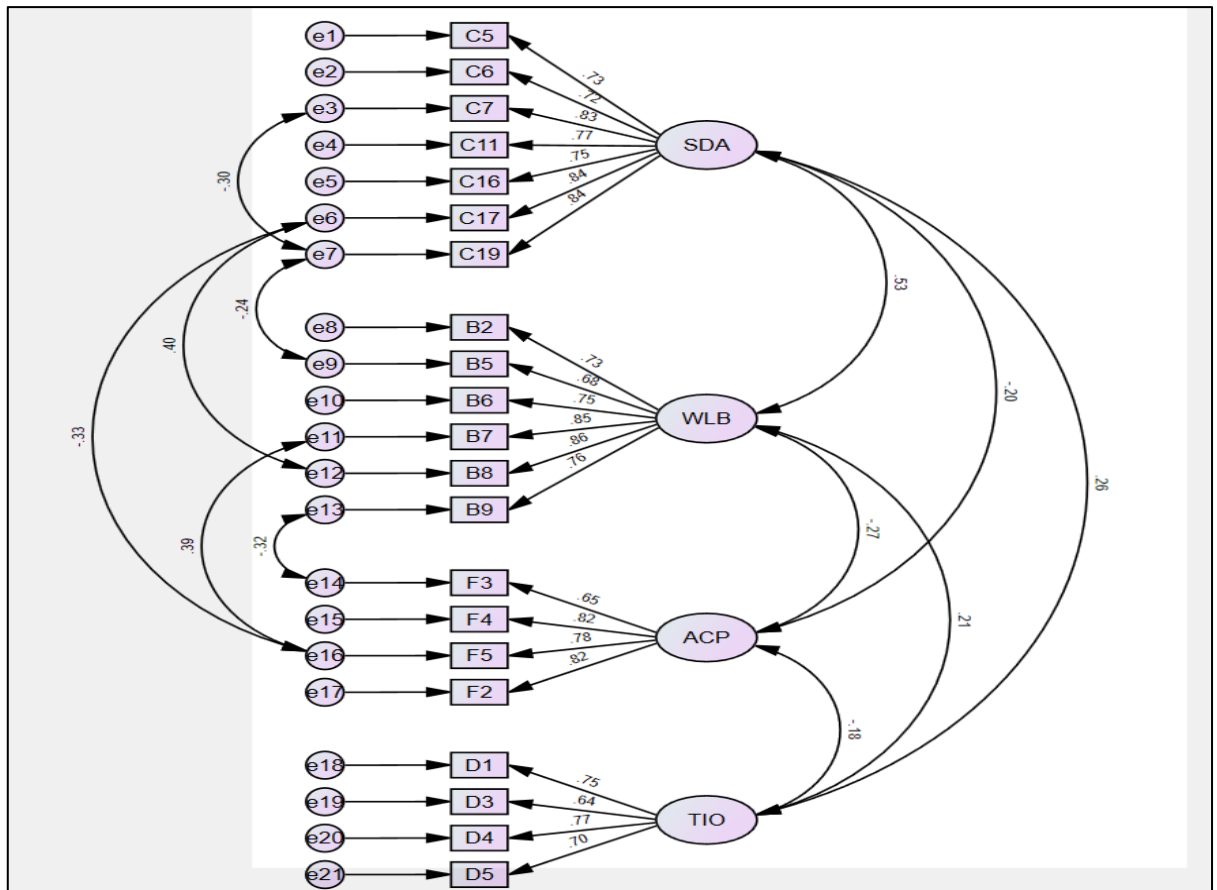 e1 C5
.73
e2 C6
.72
e3 C7
.83
e4 C11
.77
SDA
e5 C16
.75
-.30
e6 C17
.84
e7 C19
.84
.53
-.24
e8 B2
.73
.40
e9 B5
.68
-.20
e10 B6
.75
WLB
-.33
e11 B7
.85
e12 B8
.86
e13 B9
.76
.26
-.27
.39
-.32
e14 F3
.65
e15 F4
.82
.21
ACP
e16 F5
.78
e17 F2
.82
-.18
e18 D1
.75
e19 D3
.64
TIO
e20 D4
.77
e21 D5
.70